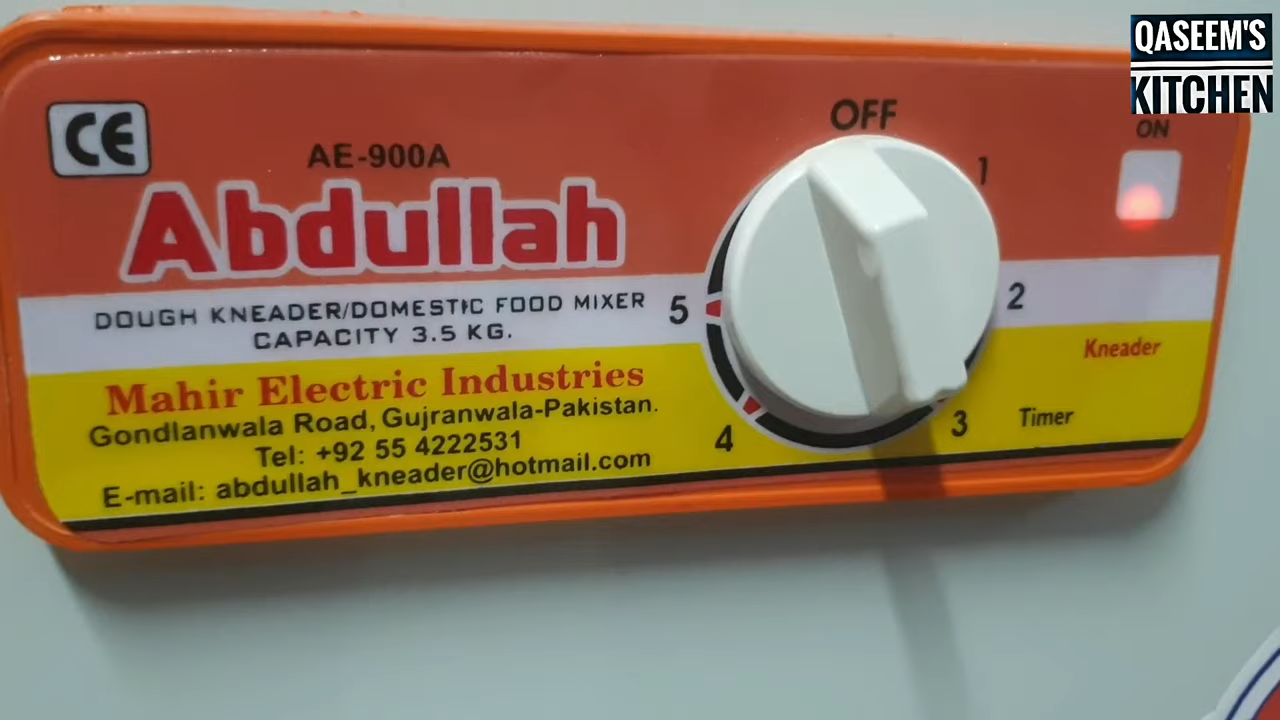 QASEEM'S
KITCHEN
CE
AE-900A
Abdullah
DOUGH KNEADER/DOMESTIC FOOD MIXER
CAPACITY 3.5 KG.
Mahir Electric Industries
Gondlanwala Road, Gujranwala-Pakistan.
Tel: +92 55 4222531
E-mail: abdullah_kneader@hotmail.com
OFF
1
2
3
4
5
ON
Kneader
Timer